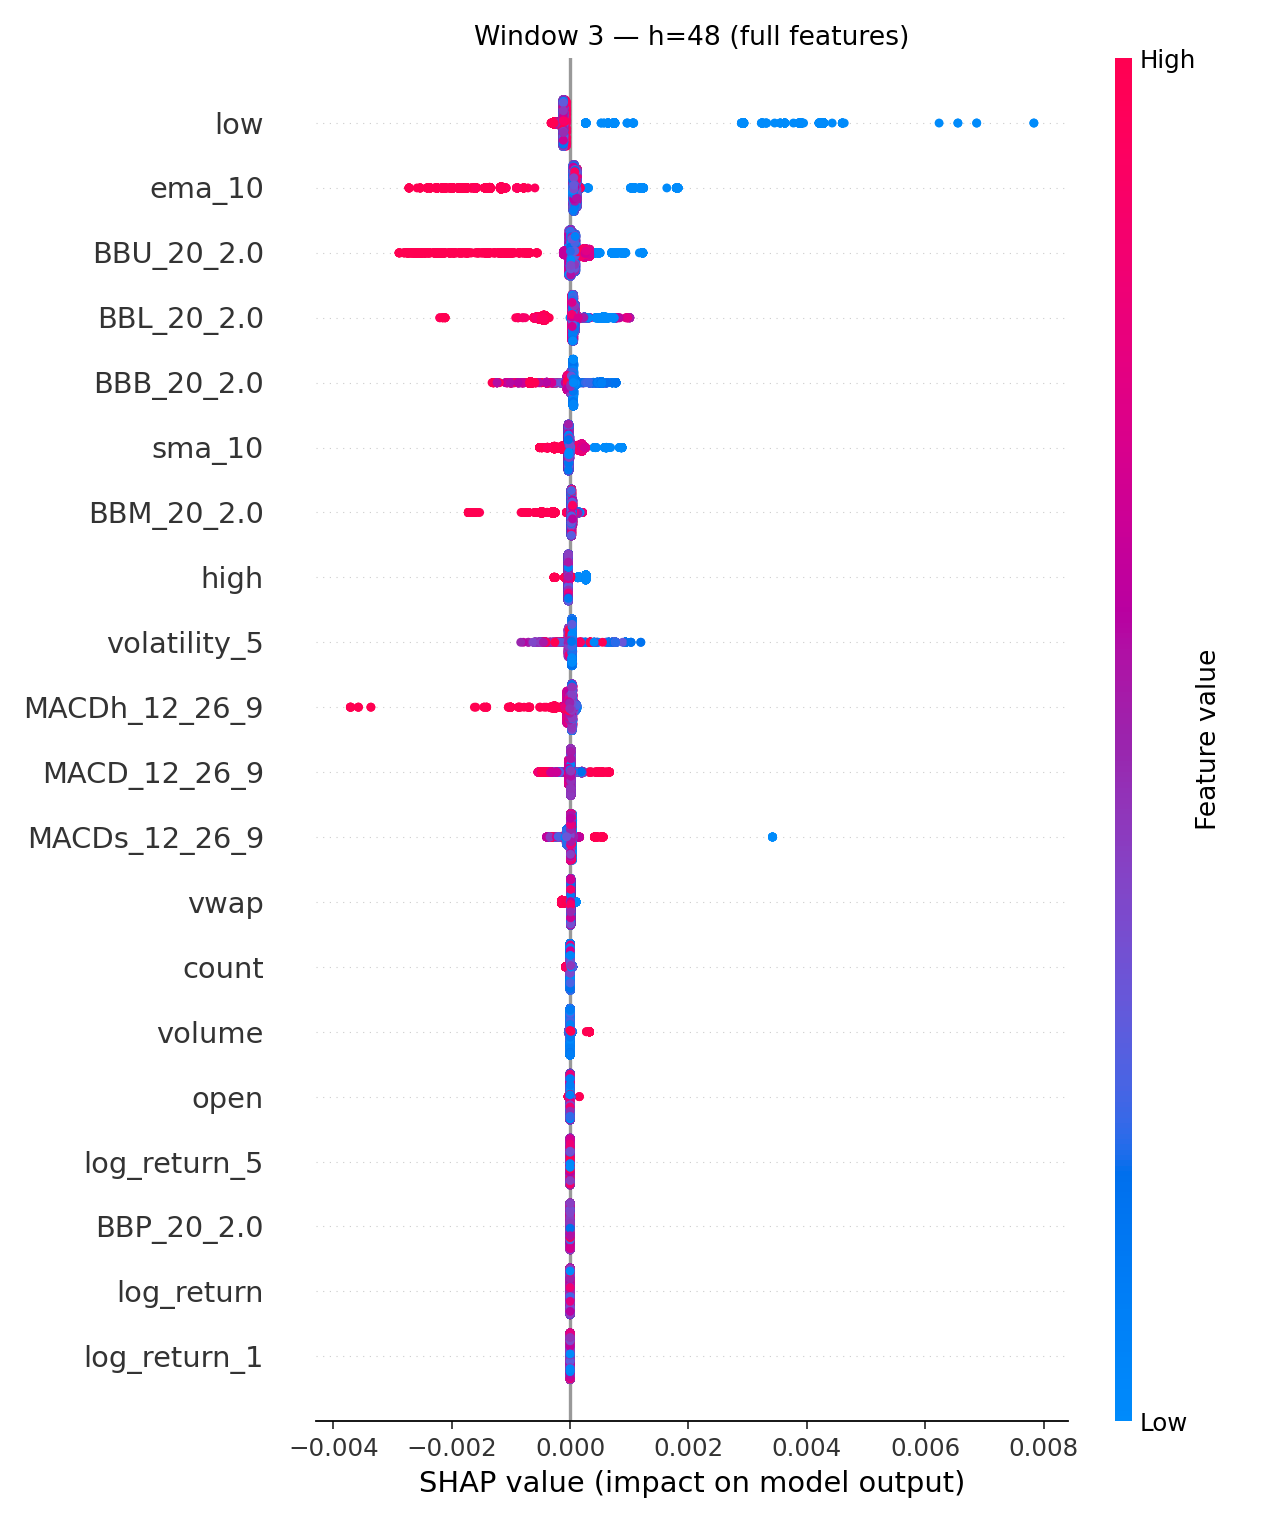 Window 3 — h=48 (full features)
High
low
ema_10
BBU_20_2.0
BBL_20_2.0
BBB_20_2.0
sma_10
BBM_20_2.0
high
volatility_5
MACDh_12_26_9
MACD_12_26_9
MACDs_12_26_9
vwap
count
volume
open
log_return_5
BBP_20_2.0
log_return
log_return_1
Feature value
Low
−0.004 −0.002 0.000 0.002 0.004 0.006 0.008
SHAP value (impact on model output)